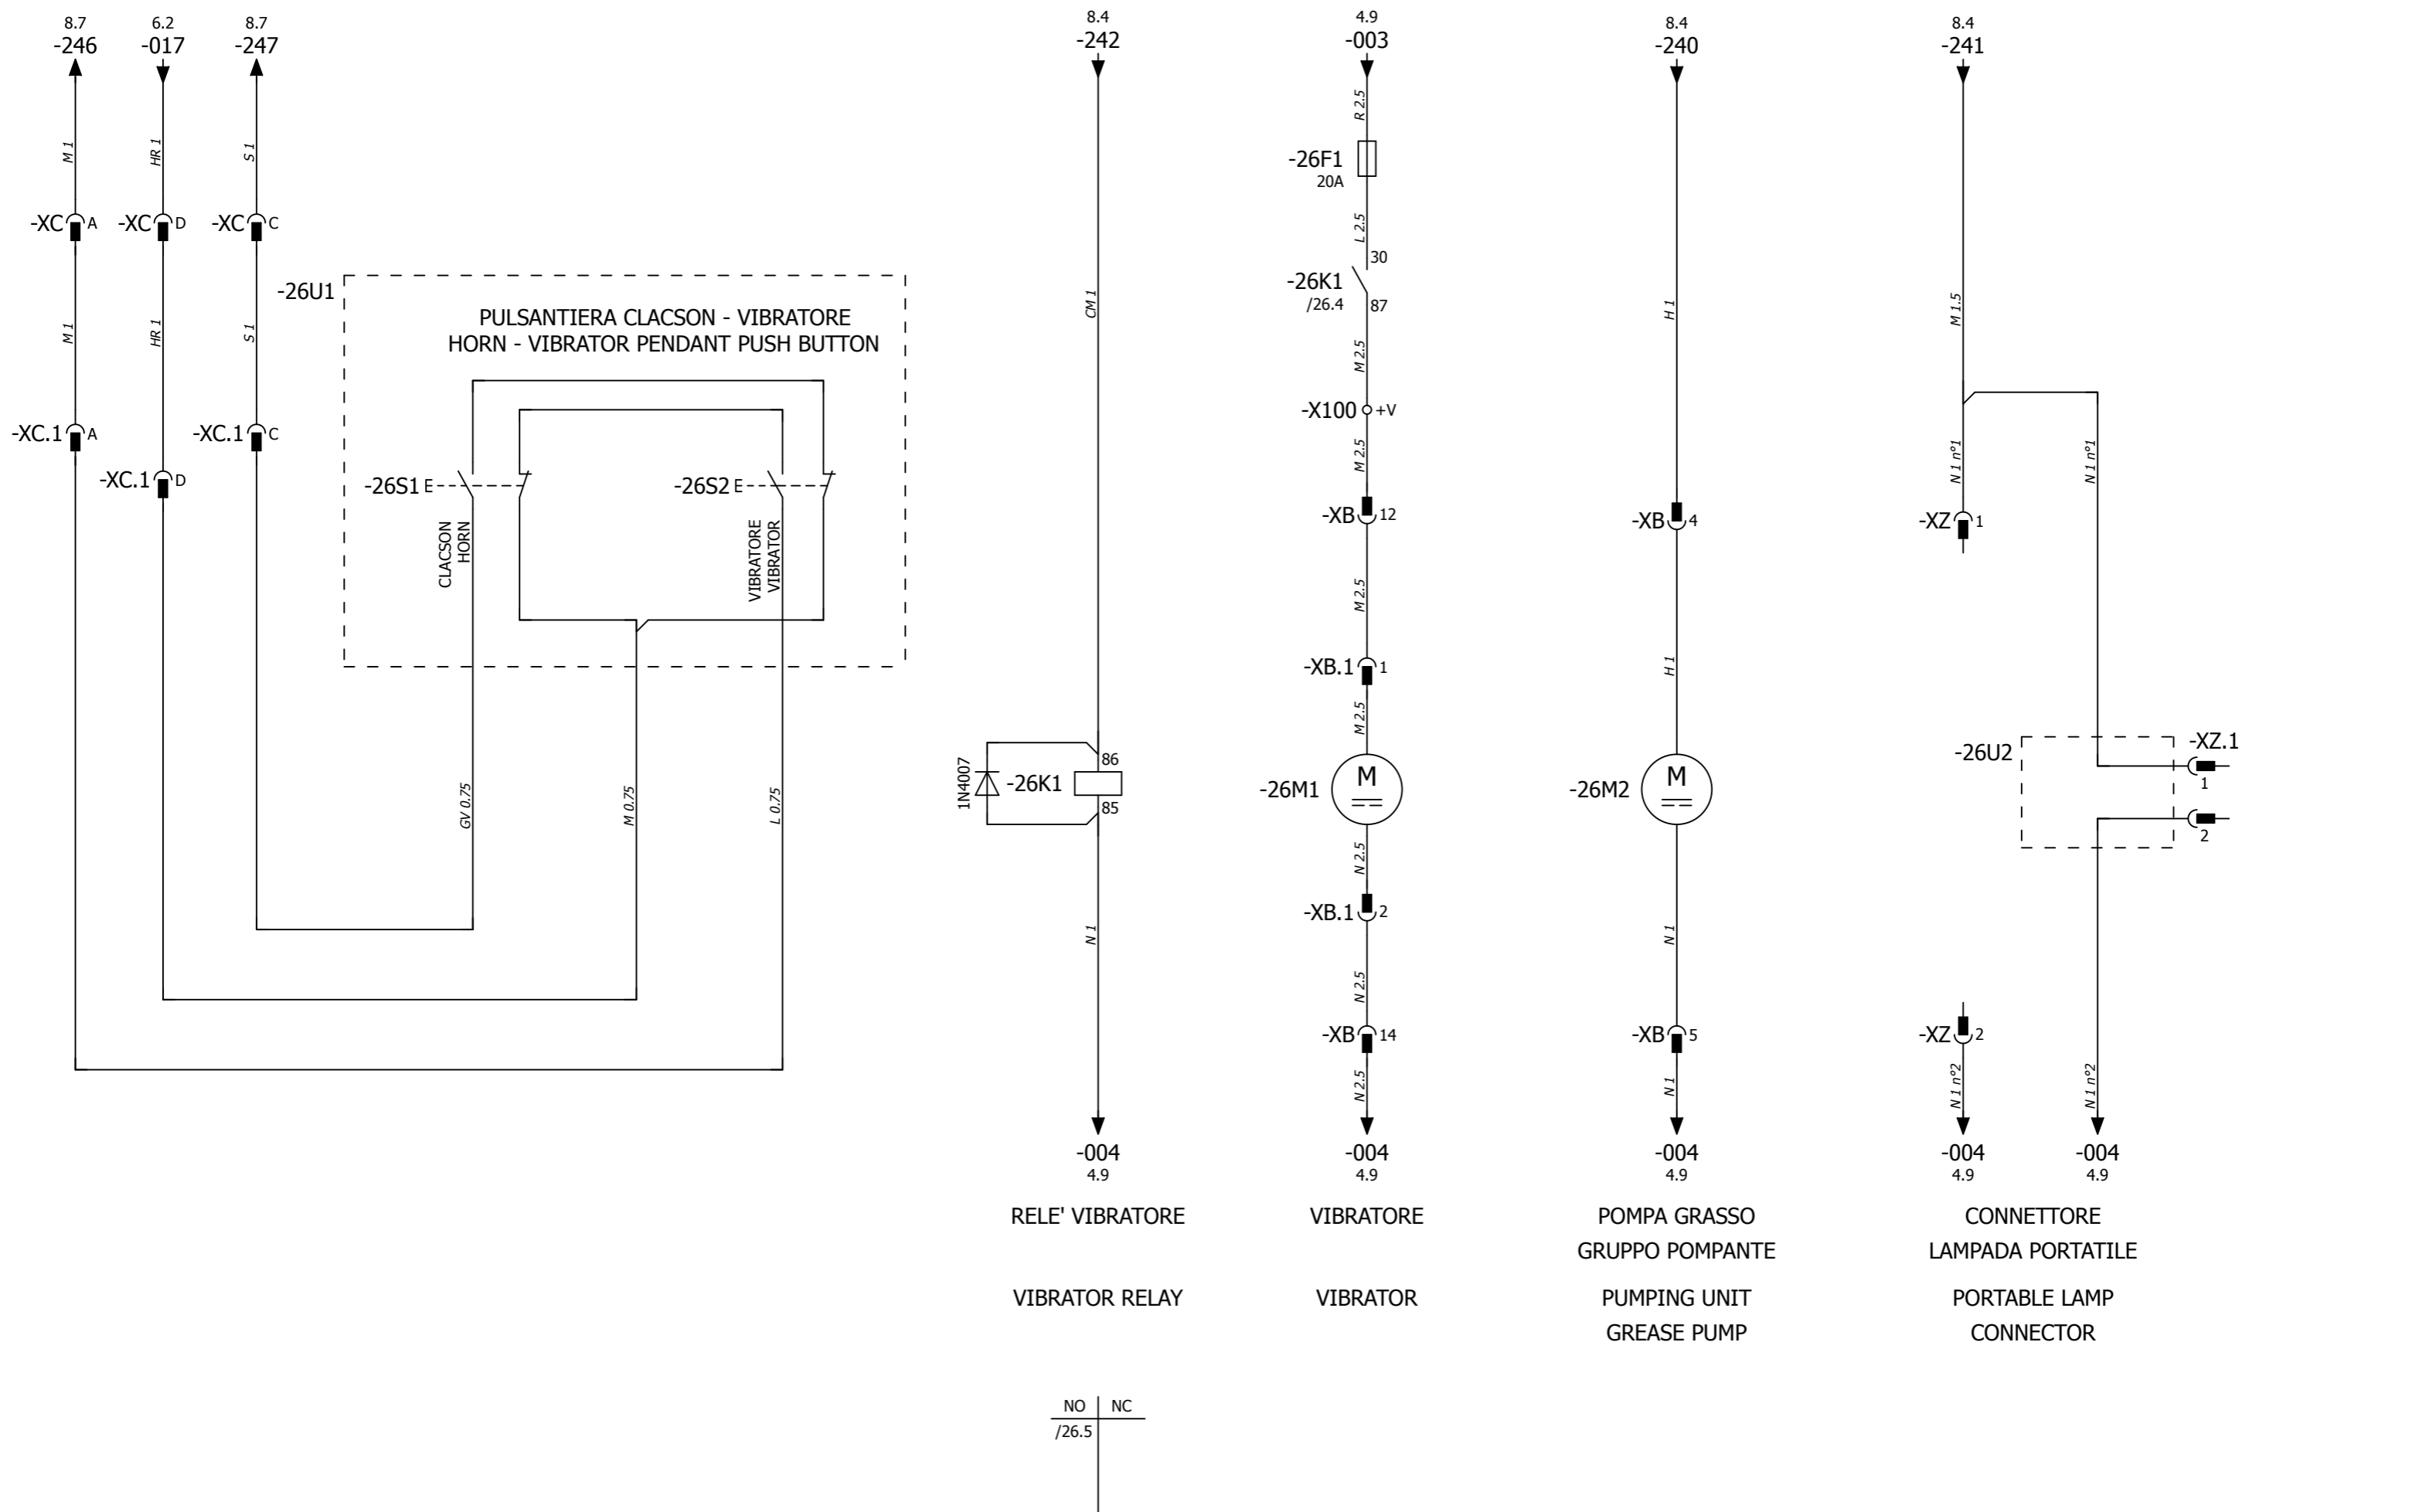 8.7
-246
6.2
-017
8.7
-247
8.4
-242
4.9
-003
8.4
-240
8.4
-241
M 1
HR 1
S 1
R 2.5
-26F1
20A
-XC A
-XC D
-XC C
L 2.5
30
-26K1
/26.4
87
-26U1
PULSANTIERA CLACSON - VIBRATORE
HORN - VIBRATOR PENDANT PUSH BUTTON
M 1
HR 1
S 1
CM 1
M 2.5
H 1
M 1.5
-X100 +V
-XC.1 A
-XC.1 C
-XC.1 D
M 2.5
N 1 n°1
N 1 n°1
-26S1
-26S2
CLACSON
HORN
VIBRATORE
VIBRATOR
-XB 12
-XB 4
-XZ 1
M 2.5
-XB.1 1
H 1
M 2.5
-26U2
-XZ.1
1
2
1N4007
-26K1
86
85
-26M1
M
-26M2
M
GV 0.75
M 0.75
L 0.75
N 2.5
-XB.1 2
N 1
N 2.5
N 1
-XB 14
-XB 5
-XZ 2
N 2.5
N 1
N 1 n°2
N 1 n°2
-004
4.9
-004
4.9
-004
4.9
-004
4.9
-004
4.9
RELE' VIBRATORE
VIBRATOR RELAY
VIBRATORE
VIBRATOR
POMPA GRASSO
GRUPPO POMPANTE
PUMPING UNIT
GREASE PUMP
CONNETTORE
LAMPADA PORTATILE
PORTABLE LAMP
CONNECTOR
NO NC
/26.5